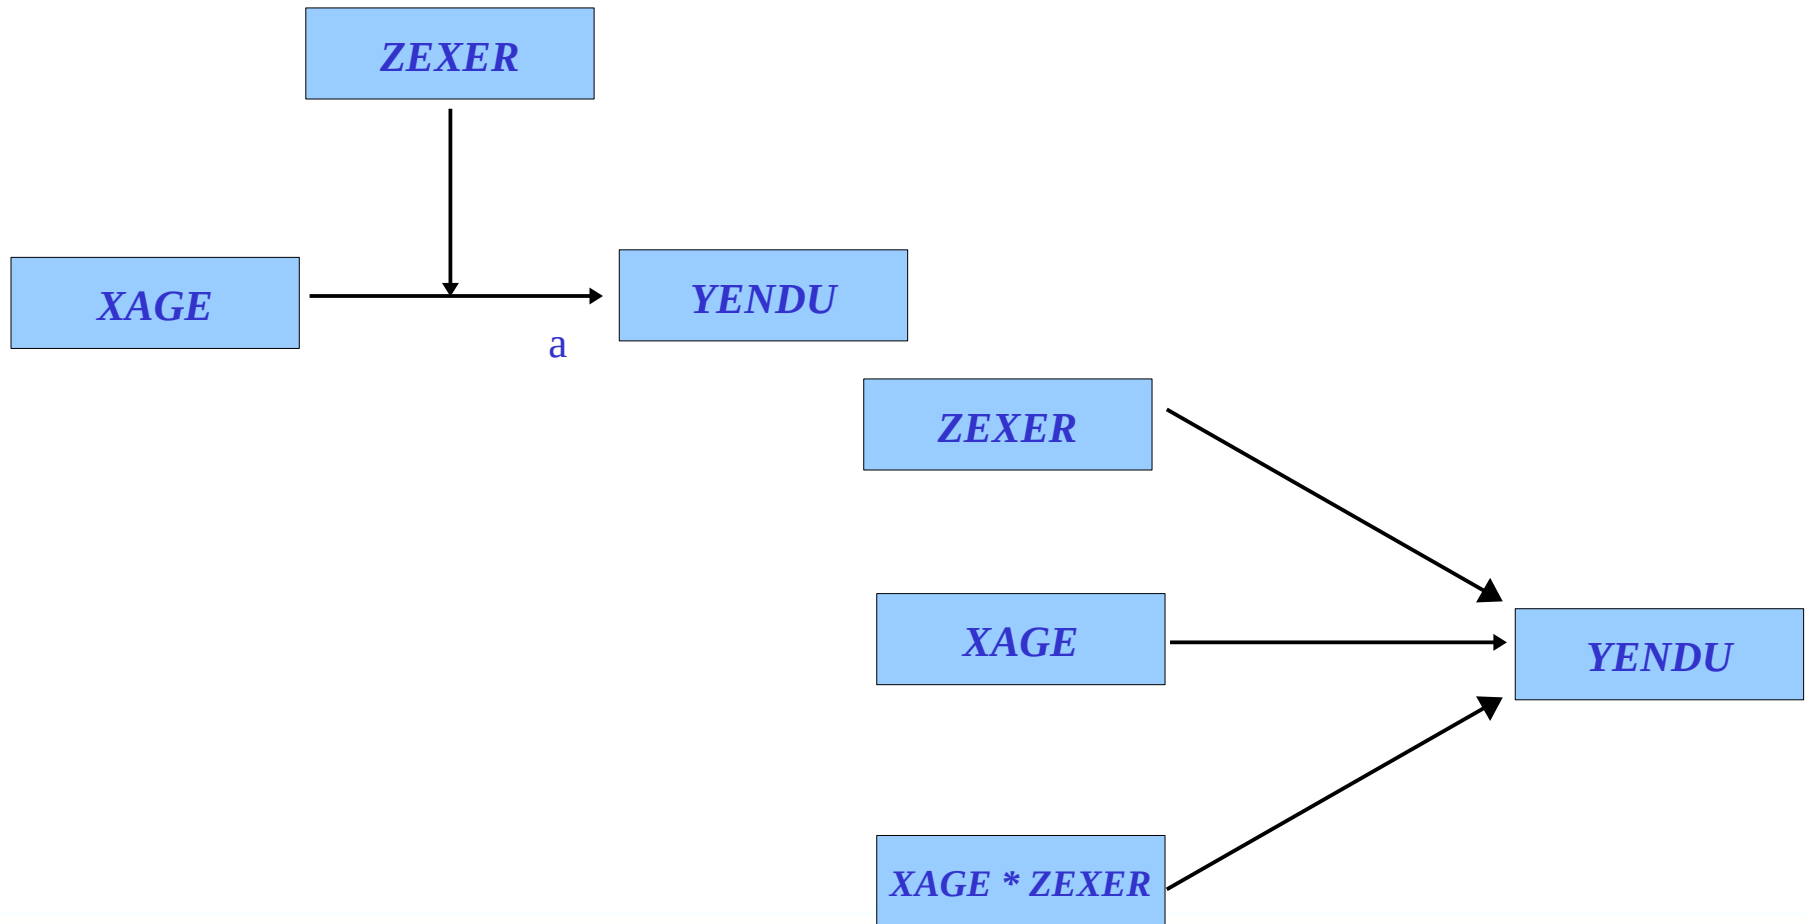 ZEXER
XAGE
YENDU
a
ZEXER
XAGE
YENDU
XAGE * ZEXER